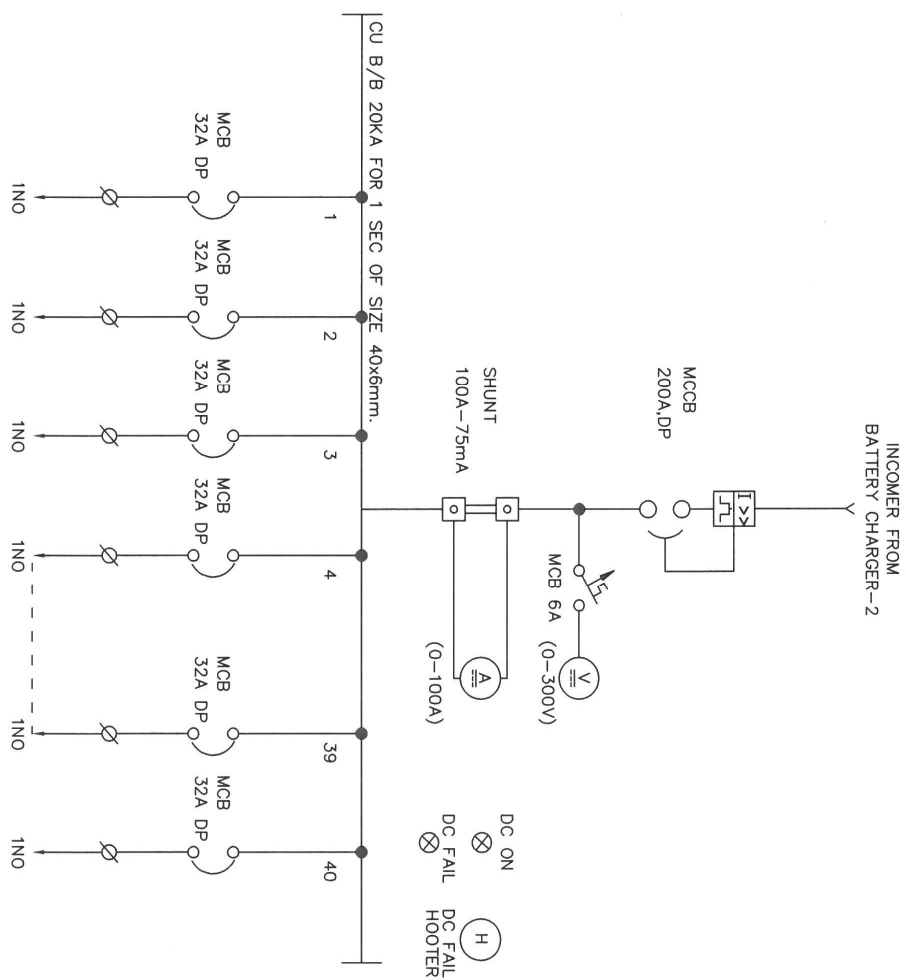 INCOMER FROM
BATTERY CHARGER-2
I>>
MCCB
200A,DP
MCB 6A
V
(0-300V)
SHUNT
100A-75mA
A
(0-100A)
DC ON
DC FAIL
H
DC FAIL
HOOTER
CU B/B 20KA FOR 1 SEC OF SIZE 40x6mm.
1
2
3
4
39
40
MCB
32A DP
MCB
32A DP
MCB
32A DP
MCB
32A DP
MCB
32A DP
MCB
32A DP
1NO
1NO
1NO
1NO
1NO
1NO